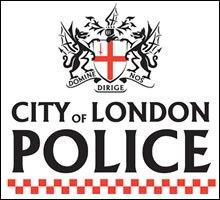 DOMINE NOS
DIRIGE
CITY OF LONDON
POLICE